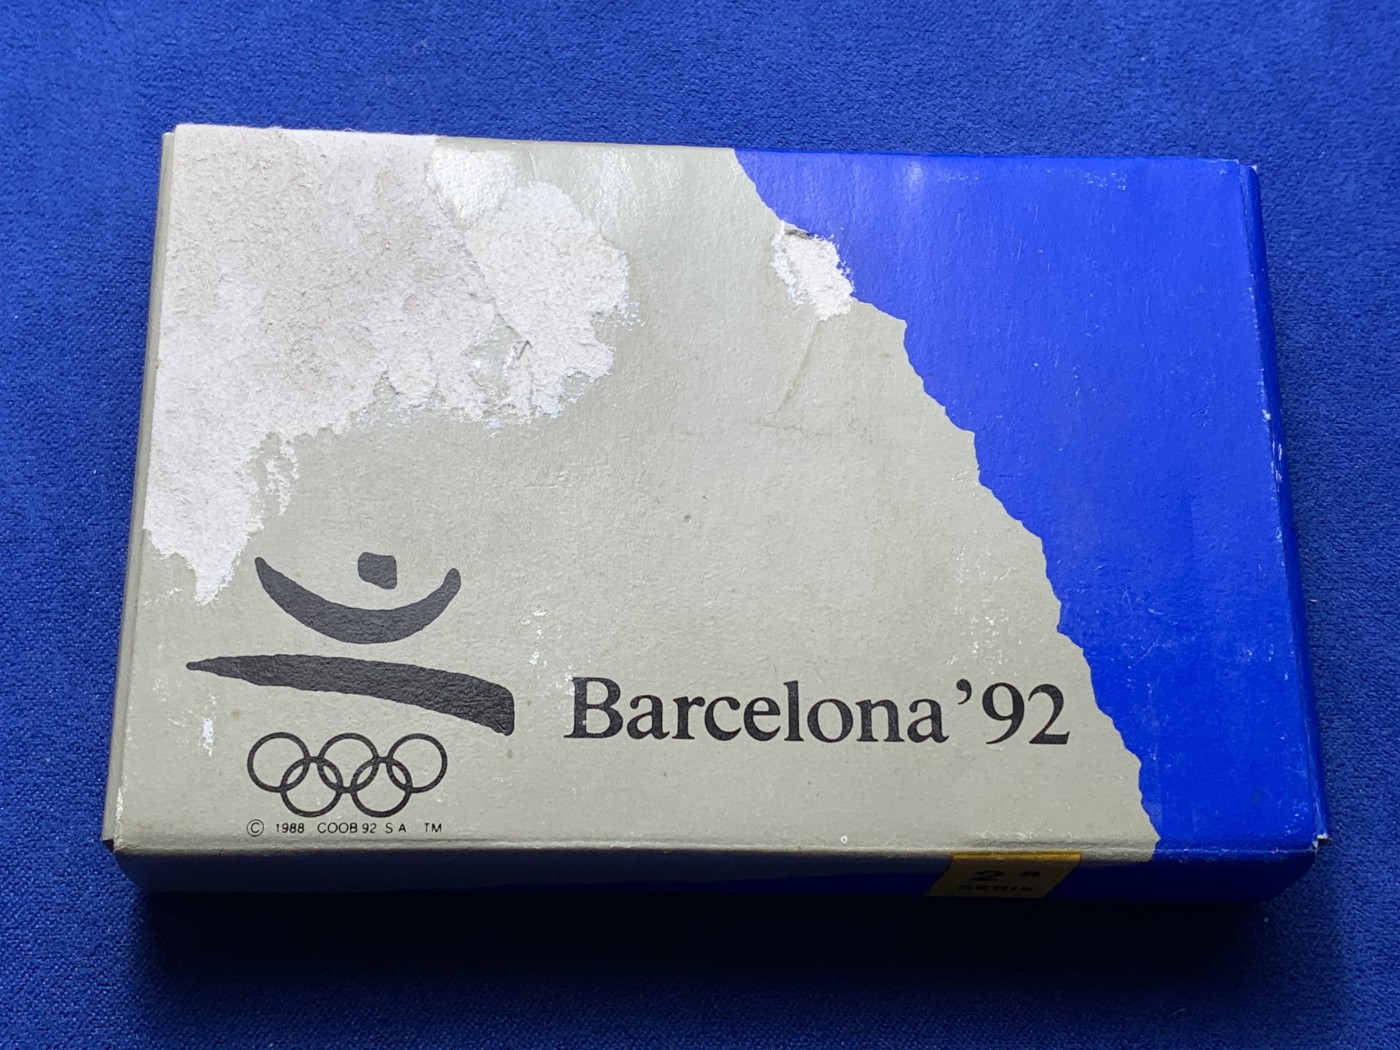 Barcelona '92
© 1988 COOB 92 S A TM
2ª
SERIE